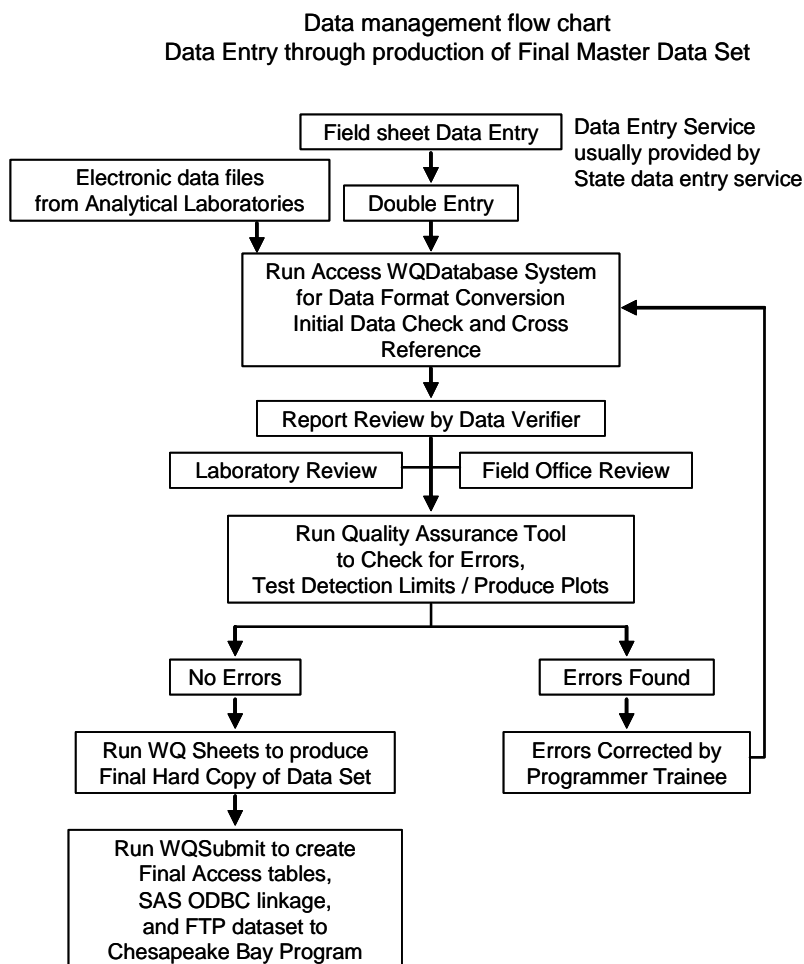 Data management flow chart
Data Entry through production of Final Master Data Set
Field sheet Data Entry
Data Entry Service
usually provided by
State data entry service
Electronic data files
from Analytical Laboratories
Double Entry
Run Access WQDatabase System
for Data Format Conversion
Initial Data Check and Cross
Reference
Report Review by Data Verifier
Laboratory Review
Field Office Review
Run Quality Assurance Tool
to Check for Errors,
Test Detection Limits / Produce Plots
No Errors
Errors Found
Run WQ Sheets to produce
Final Hard Copy of Data Set
Errors Corrected by
Programmer Trainee
Run WQSubmit to create
Final Access tables,
SAS ODBC linkage,
and FTP dataset to
Chesapeake Bay Program